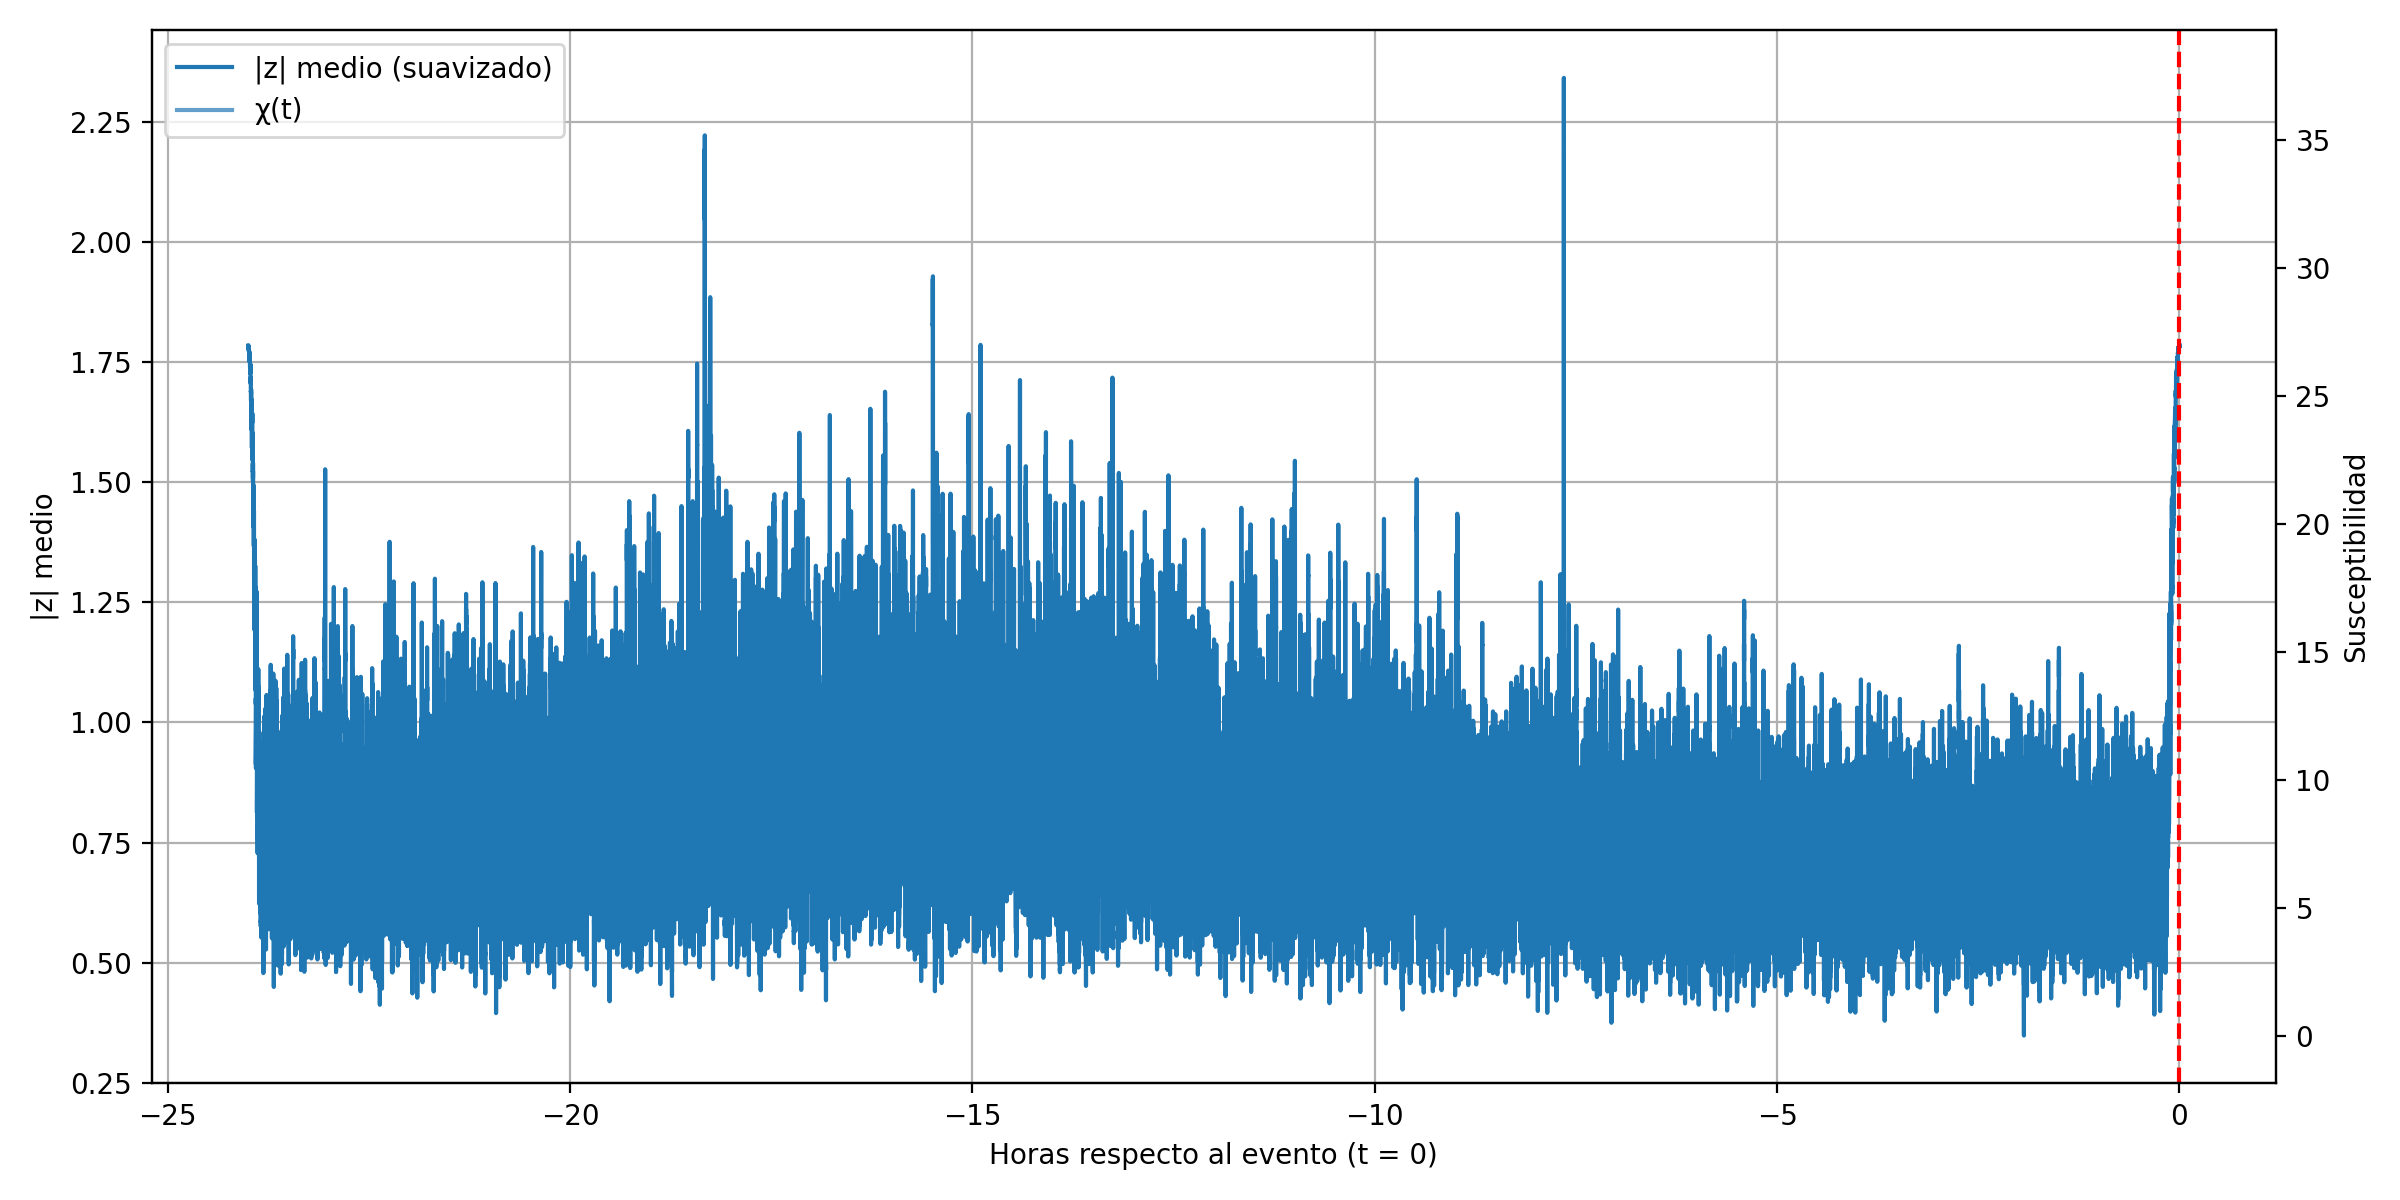 |z| medio (suavizado)
χ(t)
2.25
2.00
1.75
1.50
1.25
1.00
0.75
0.50
0.25
|z| medio
35
30
25
20
15
10
5
0
Susceptibilidad
−25 −20 −15 −10 −5 0
Horas respecto al evento (t = 0)